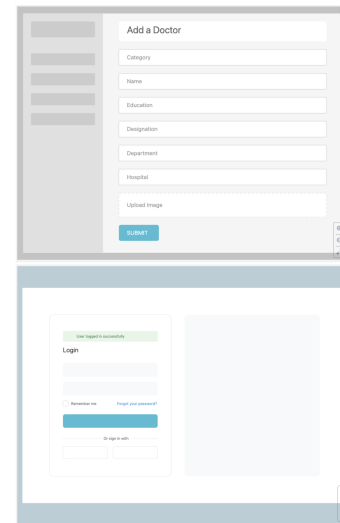 Add a Doctor
Category
Name
Education
Designation
Department
Hospital
Upload Image
SUBMIT
User logged in successfully
Login
Remember me
Forgot your password?
Or sign in with